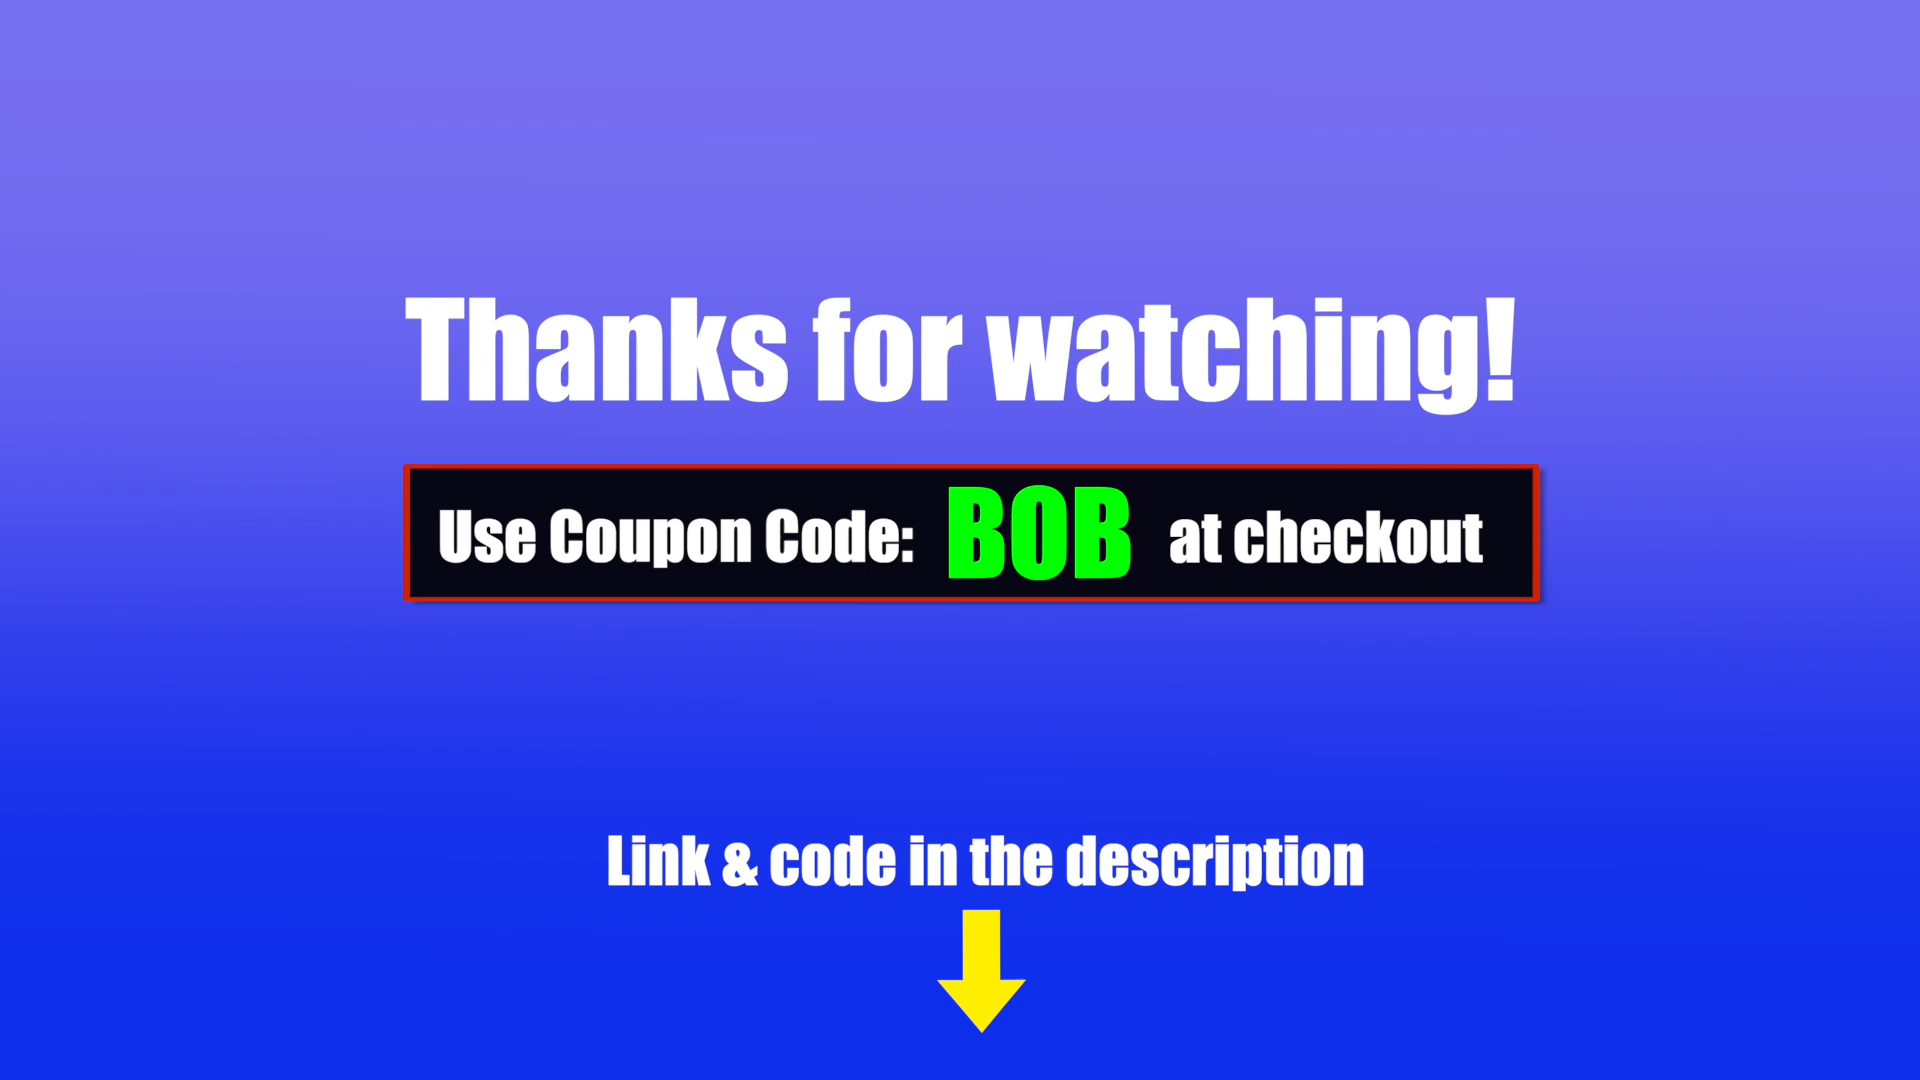 Thanks for watching!
Use Coupon Code: BOB at checkout
Link & code in the description